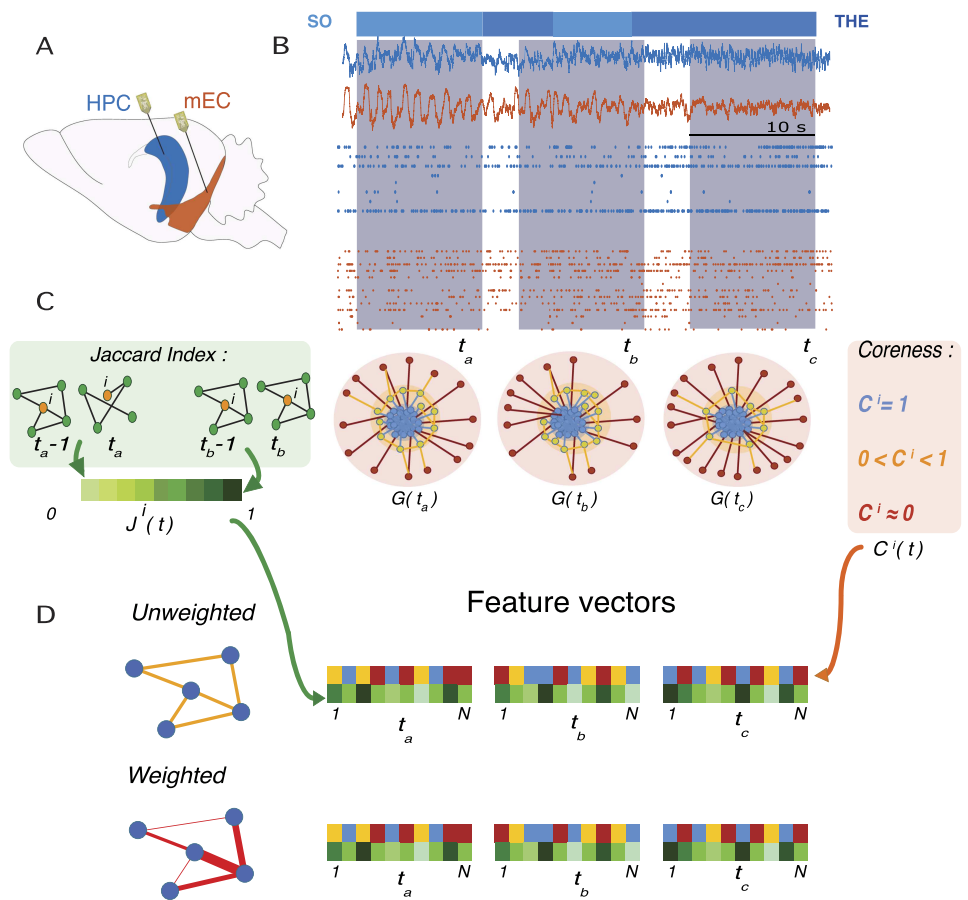 A
B
SO
THE
HPC
mEC
10 s
C
t_a
t_b
t_c
Jaccard Index :
i
i
i
i
t_a-1
t_a
t_b-1
t_b
0
1
J^i(t)
G(t_a)
G(t_b)
G(t_c)
Coreness :
C^i= 1
0 < C^i < 1
C^i ≈ 0
C^i(t)
D
Unweighted
Feature vectors
1
t_a
N
1
t_b
N
1
t_c
N
Weighted
1
t_a
N
1
t_b
N
1
t_c
N